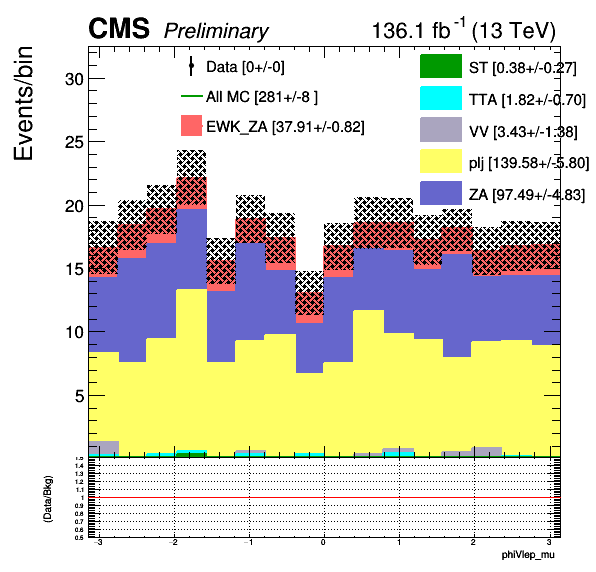 CMS Preliminary 136.1 fb⁻¹ (13 TeV)
Events/bin
30
25
20
15
10
5
Data [0+/-0]
All MC [281+/-8 ]
EWK_ZA [37.91+/-0.82]
ST [0.38+/-0.27]
TTA [1.82+/-0.70]
VV [3.43+/-1.38]
plj [139.58+/-5.80]
ZA [97.49+/-4.83]
(Data/Bkg)
1.5
1.4
1.3
1.2
1.1
1
0.9
0.8
0.7
0.6
0.5
−3 −2 −1 0 1 2 3
phiVlep_mu